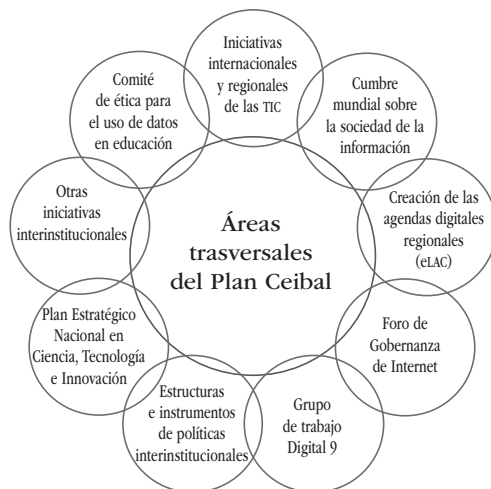 Iniciativas
internacionales
y regionales
de las TIC
Cumbre
mundial sobre
la sociedad de la
información
Creación de las
agendas digitales
regionales
(eLAC)
Foro de
Gobernanza
de Internet
Grupo
de trabajo
Digital 9
Estructuras
e instrumentos
de políticas
interinstitucionales
Plan Estratégico
Nacional en
Ciencia, Tecnología
e Innovación
Otras
iniciativas
interinstitucionales
Comité
de ética para
el uso de datos
en educación
Áreas
trasversales
del Plan Ceibal